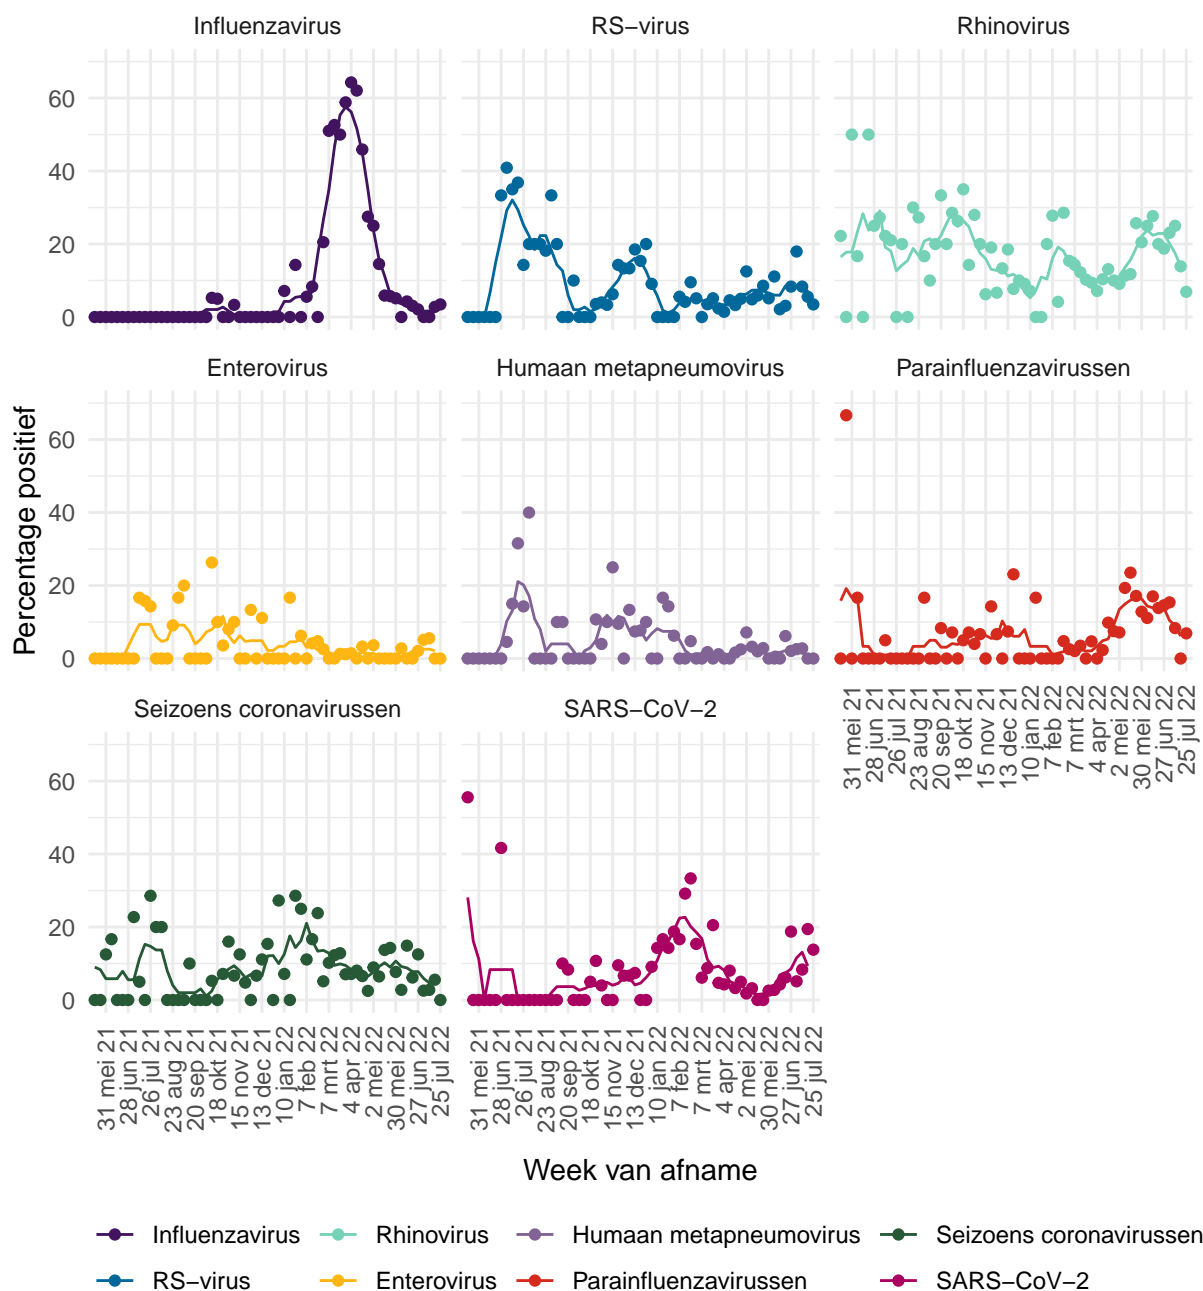 Influenzavirus
RS−virus
Rhinovirus
60
40
20
0
Enterovirus
Humaan metapneumovirus
Parainfluenzavirussen
Percentage positief
60
40
20
0
Seizoens coronavirussen
SARS−CoV−2
31 mei 21
28 jun 21
26 jul 21
23 aug 21
20 sep 21
18 okt 21
15 nov 21
13 dec 21
10 jan 22
7 feb 22
7 mrt 22
4 apr 22
2 mei 22
30 mei 22
27 jun 22
25 jul 22
60
40
20
0
31 mei 21
28 jun 21
26 jul 21
23 aug 21
20 sep 21
18 okt 21
15 nov 21
13 dec 21
10 jan 22
7 feb 22
7 mrt 22
4 apr 22
2 mei 22
30 mei 22
27 jun 22
25 jul 22
31 mei 21
28 jun 21
26 jul 21
23 aug 21
20 sep 21
18 okt 21
15 nov 21
13 dec 21
10 jan 22
7 feb 22
7 mrt 22
4 apr 22
2 mei 22
30 mei 22
27 jun 22
25 jul 22
Week van afname
Influenzavirus
Rhinovirus
Humaan metapneumovirus
Seizoens coronavirussen
RS−virus
Enterovirus
Parainfluenzavirussen
SARS−CoV−2